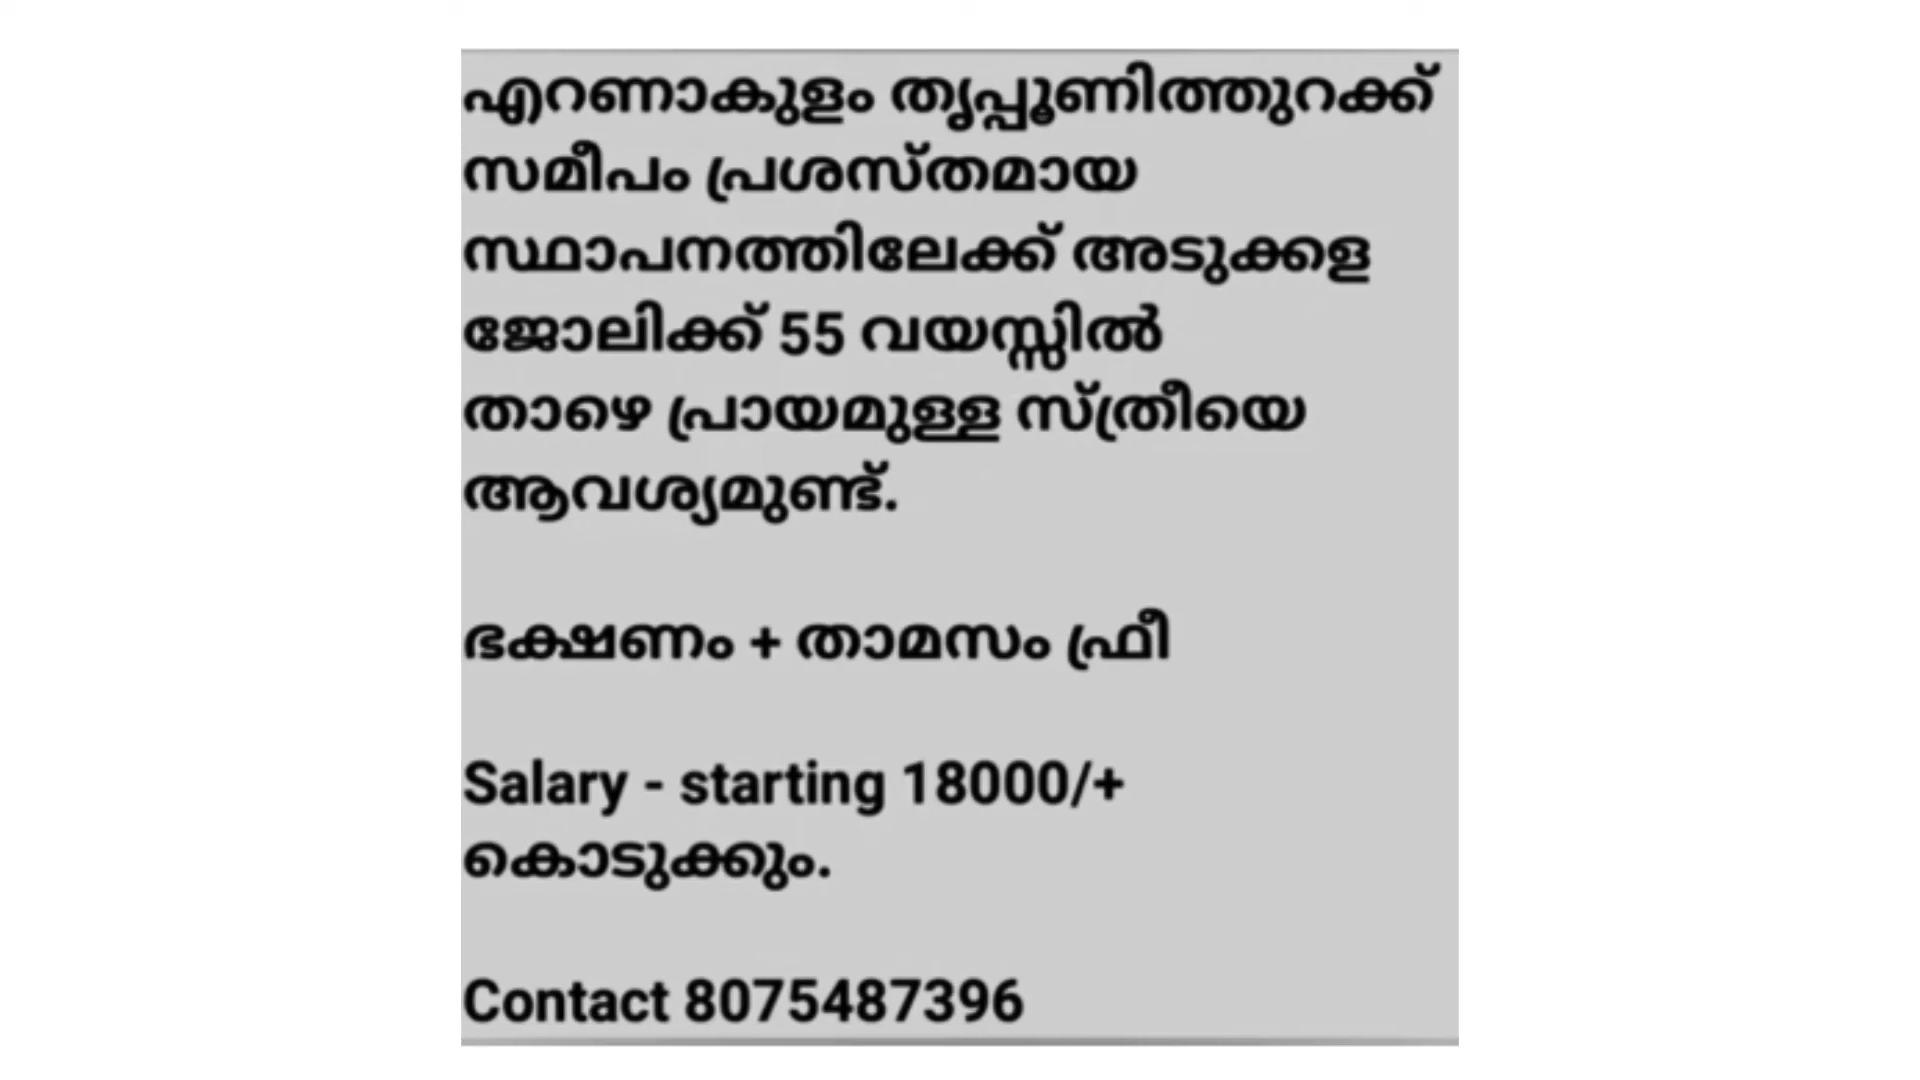 എറണാകുളം തൃപ്പൂണിത്തുറക്ക്
സമീപം പ്രശസ്തമായ
സ്ഥാപനത്തിലേക്ക് അടുക്കള
ജോലിക്ക് 55 വയസ്സിൽ
താഴെ പ്രായമുള്ള സ്ത്രീയെ
ആവശ്യമുണ്ട്.
ഭക്ഷണം + താമസം ഫ്രീ
Salary - starting 18000/+
കൊടുക്കും.
Contact 8075487396